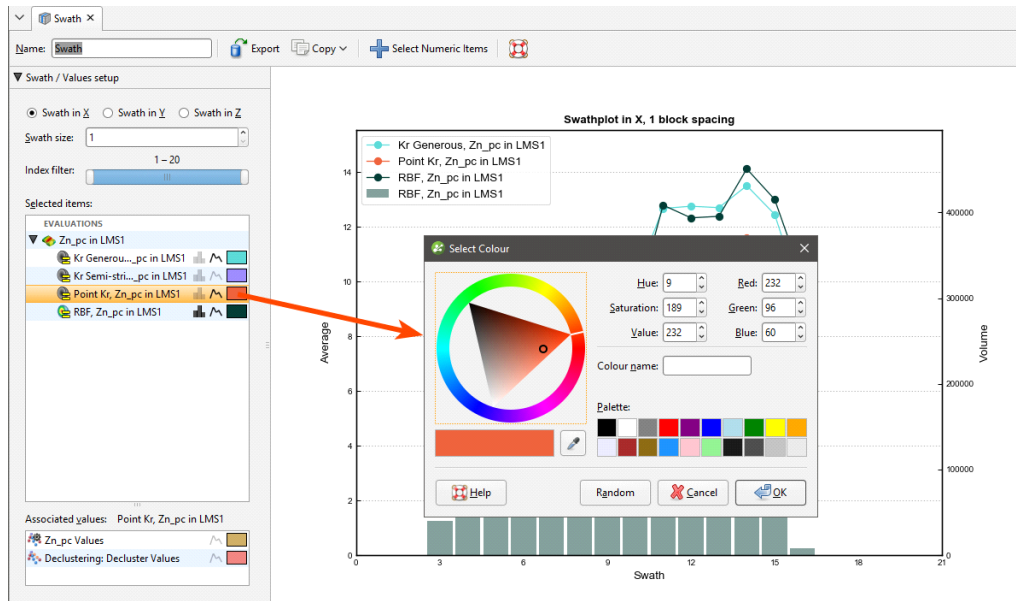 Swath
Name: Swath Export Copy Select Numeric Items
Swath / Values setup
Swath in X Swath in Y Swath in Z
Swath size: 1
1 – 20
Index filter:
Selected items:
EVALUATIONS
Zn_pc in LMS1
Kr Generou..._pc in LMS1
Kr Semi-stri..._pc in LMS1
Point Kr, Zn_pc in LMS1
RBF, Zn_pc in LMS1
Associated values: Point Kr, Zn_pc in LMS1
Zn_pc Values
Declustering: Decluster Values
Swathplot in X, 1 block spacing
Kr Generous, Zn_pc in LMS1
Point Kr, Zn_pc in LMS1
RBF, Zn_pc in LMS1
RBF, Zn_pc in LMS1
14
12
10
8
6
4
2
0
Average
400000
300000
200000
100000
0
Volume
0 3 6 9 12 15 18 21
Swath
Select Colour
Hue: 9 Red: 232
Saturation: 189 Green: 96
Value: 232 Blue: 60
Colour name:
Palette:
Help Random Cancel OK